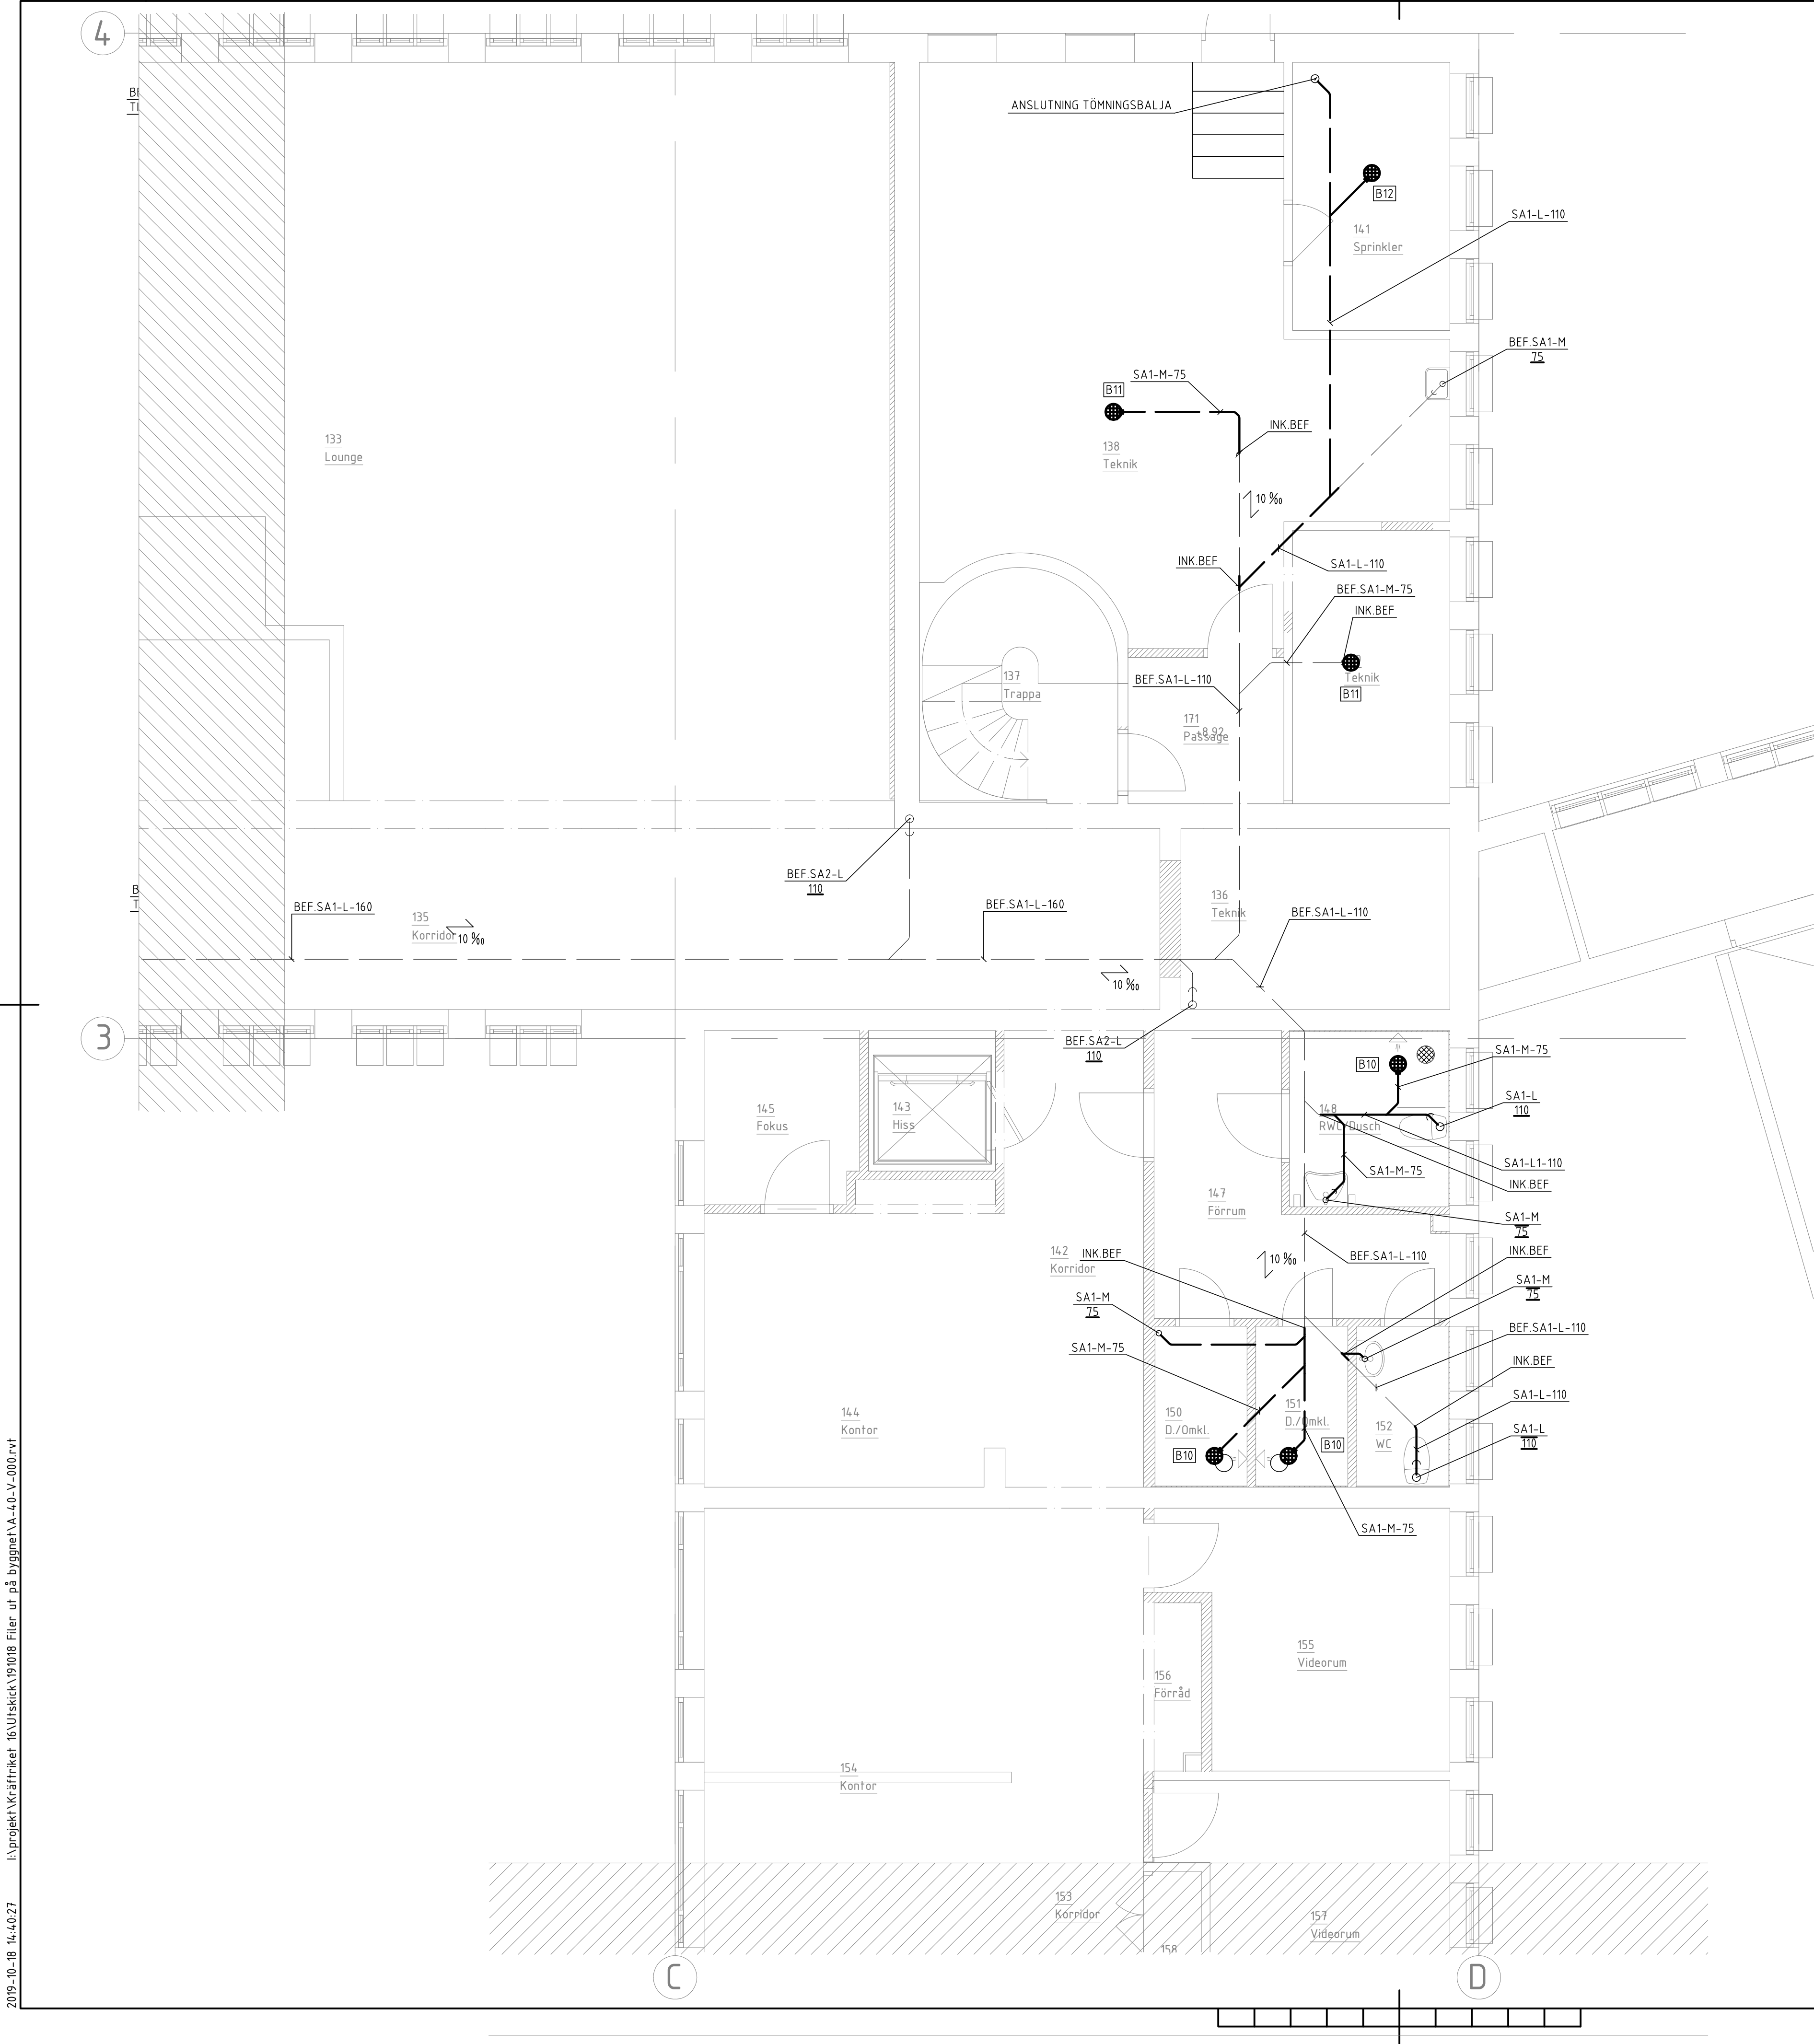 4
BE
TI
ANSLUTNING TÖMNINGSBALJA
B12
141
Sprinkler
SA1-L-110
BEF.SA1-M
75
SA1-M-75
B11
INK.BEF
133
Lounge
138
Teknik
10 ‰
INK.BEF
SA1-L-110
BEF.SA1-M-75
INK.BEF
137
Trappa
BEF.SA1-L-110
Teknik
B11
171
+8.92
Passage
BEF.SA2-L
110
B
T
BEF.SA1-L-160
135
Korridor
10 ‰
BEF.SA1-L-160
136
Teknik
BEF.SA1-L-110
10 ‰
3
BEF.SA2-L
110
B10
SA1-M-75
SA1-L
110
145
Fokus
143
Hiss
148
RWC/Dusch
SA1-L1-110
SA1-M-75
INK.BEF
147
Förrum
SA1-M
75
142
Korridor
INK.BEF
10 ‰
BEF.SA1-L-110
INK.BEF
SA1-M
75
SA1-M
75
BEF.SA1-L-110
SA1-M-75
INK.BEF
SA1-L-110
144
Kontor
150
D./Omkl.
151
D./Omkl.
152
WC
SA1-L
110
B10
B10
SA1-M-75
155
Videorum
156
Förråd
154
Kontor
153
Korridor
157
Videorum
158
C
D
2019-10-18 14:40:27 I:\projekt\Kräftriket 16\Utskick\191018 Filer ut på byggnet\A-40-V-000.rvt